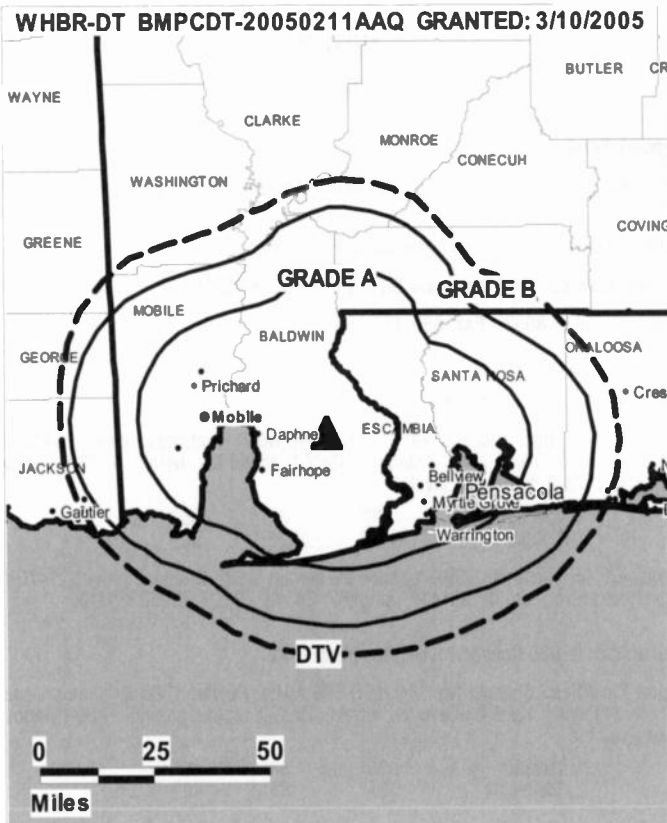 WHBR-DT BMPCDT-20050211AAQ GRANTED: 3/10/2005
BUTLER
CR
WAYNE
CLARKE
MONROE
CONECUH
WASHINGTON
COVING
GREENE
GRADE A
GRADE B
MOBILE
BALDWIN
OKALOOSA
GEORGE
SANTA ROSA
Prichard
Cres
Mobile
ESCAMBIA
Daphne
JACKSON
Fairhope
Bellview
Pensacola
Gautier
Myrtle Grove
Warrington
DTV
0 25 50
Miles